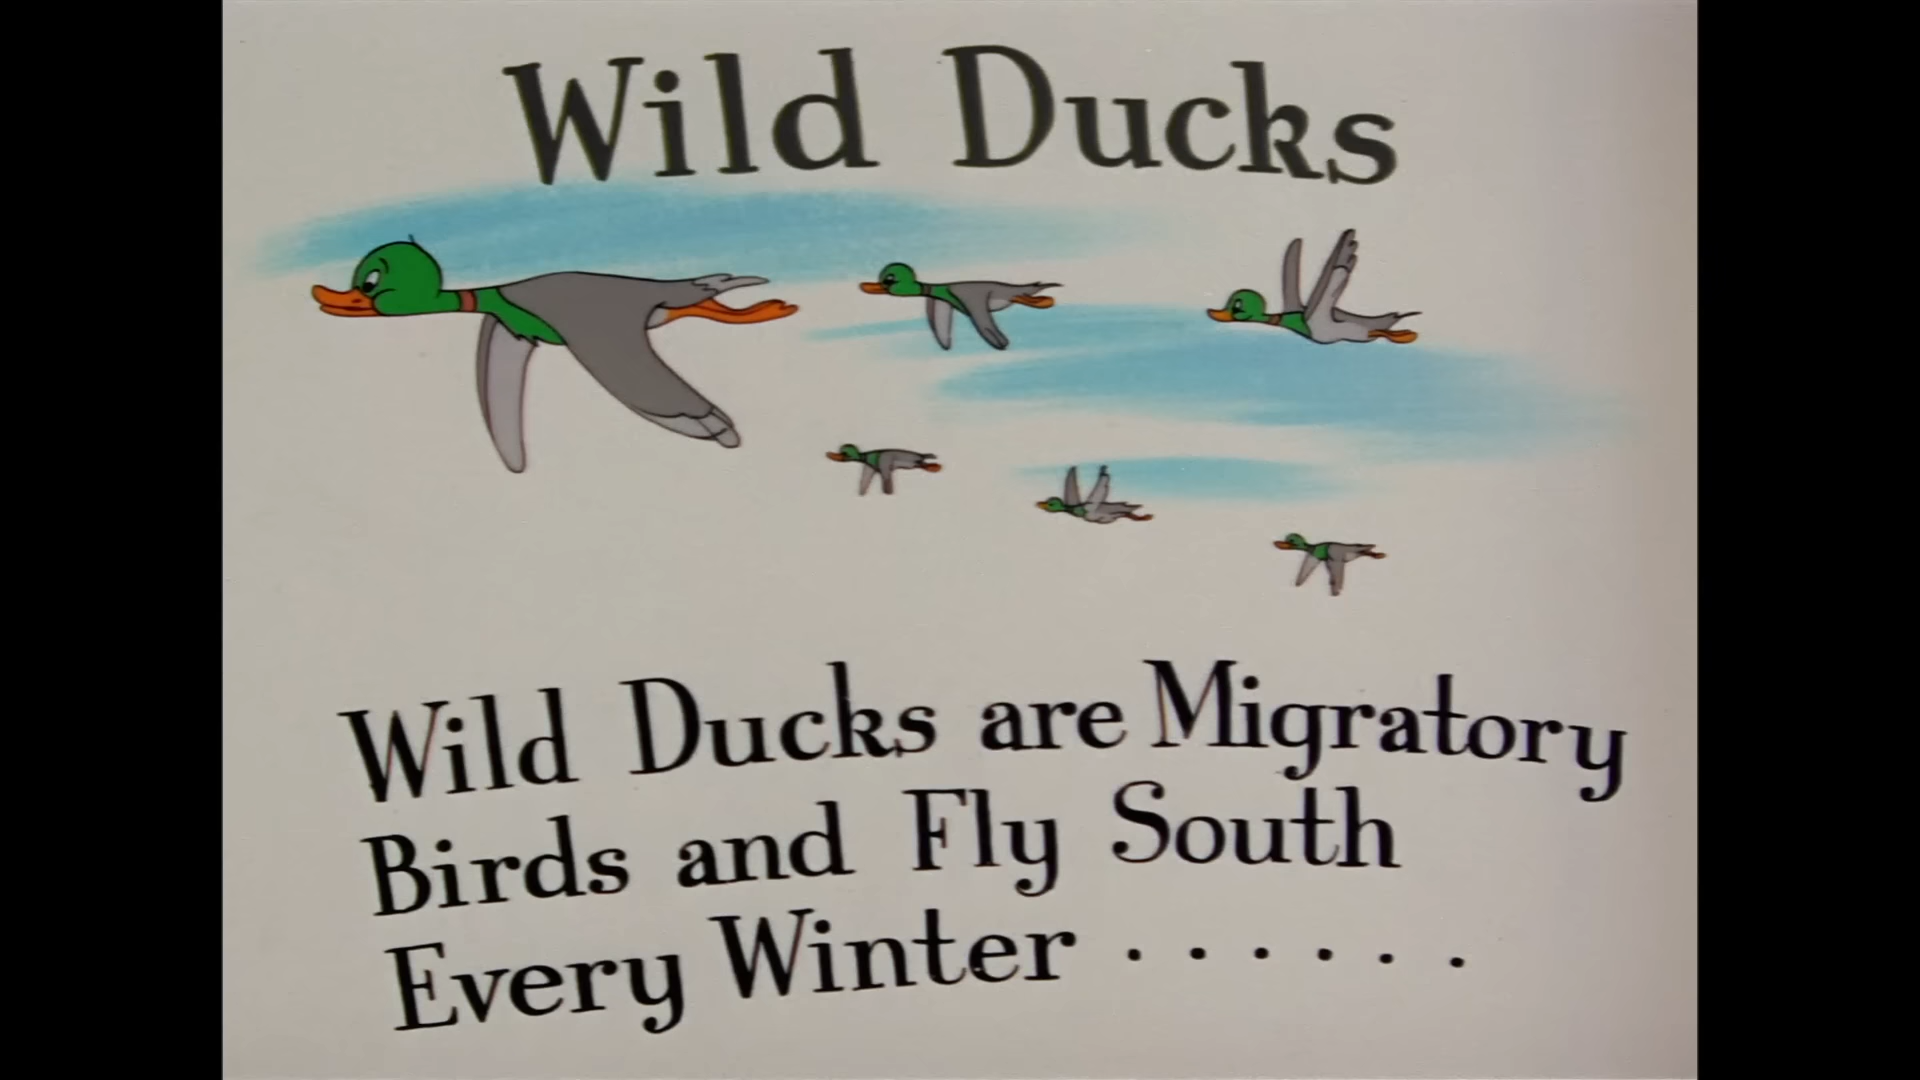 Wild Ducks
Wild Ducks are Migratory
Birds and Fly South
Every Winter . . . . . .